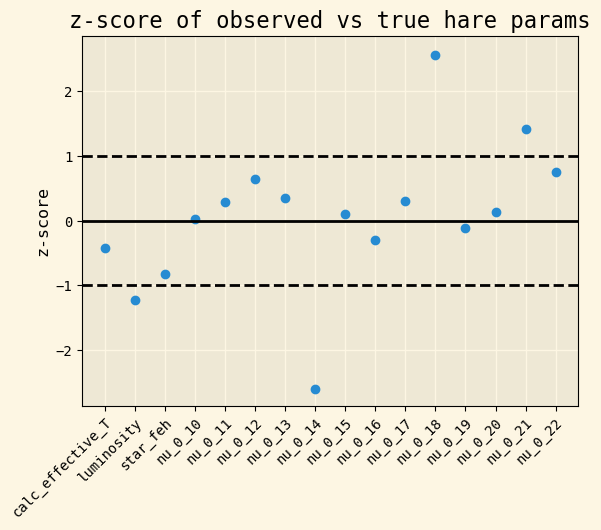 z-score of observed vs true hare params
z-score
2
1
0
−1
−2
calc_effective_T
luminosity
star_feh
nu_0_10
nu_0_11
nu_0_12
nu_0_13
nu_0_14
nu_0_15
nu_0_16
nu_0_17
nu_0_18
nu_0_19
nu_0_20
nu_0_21
nu_0_22